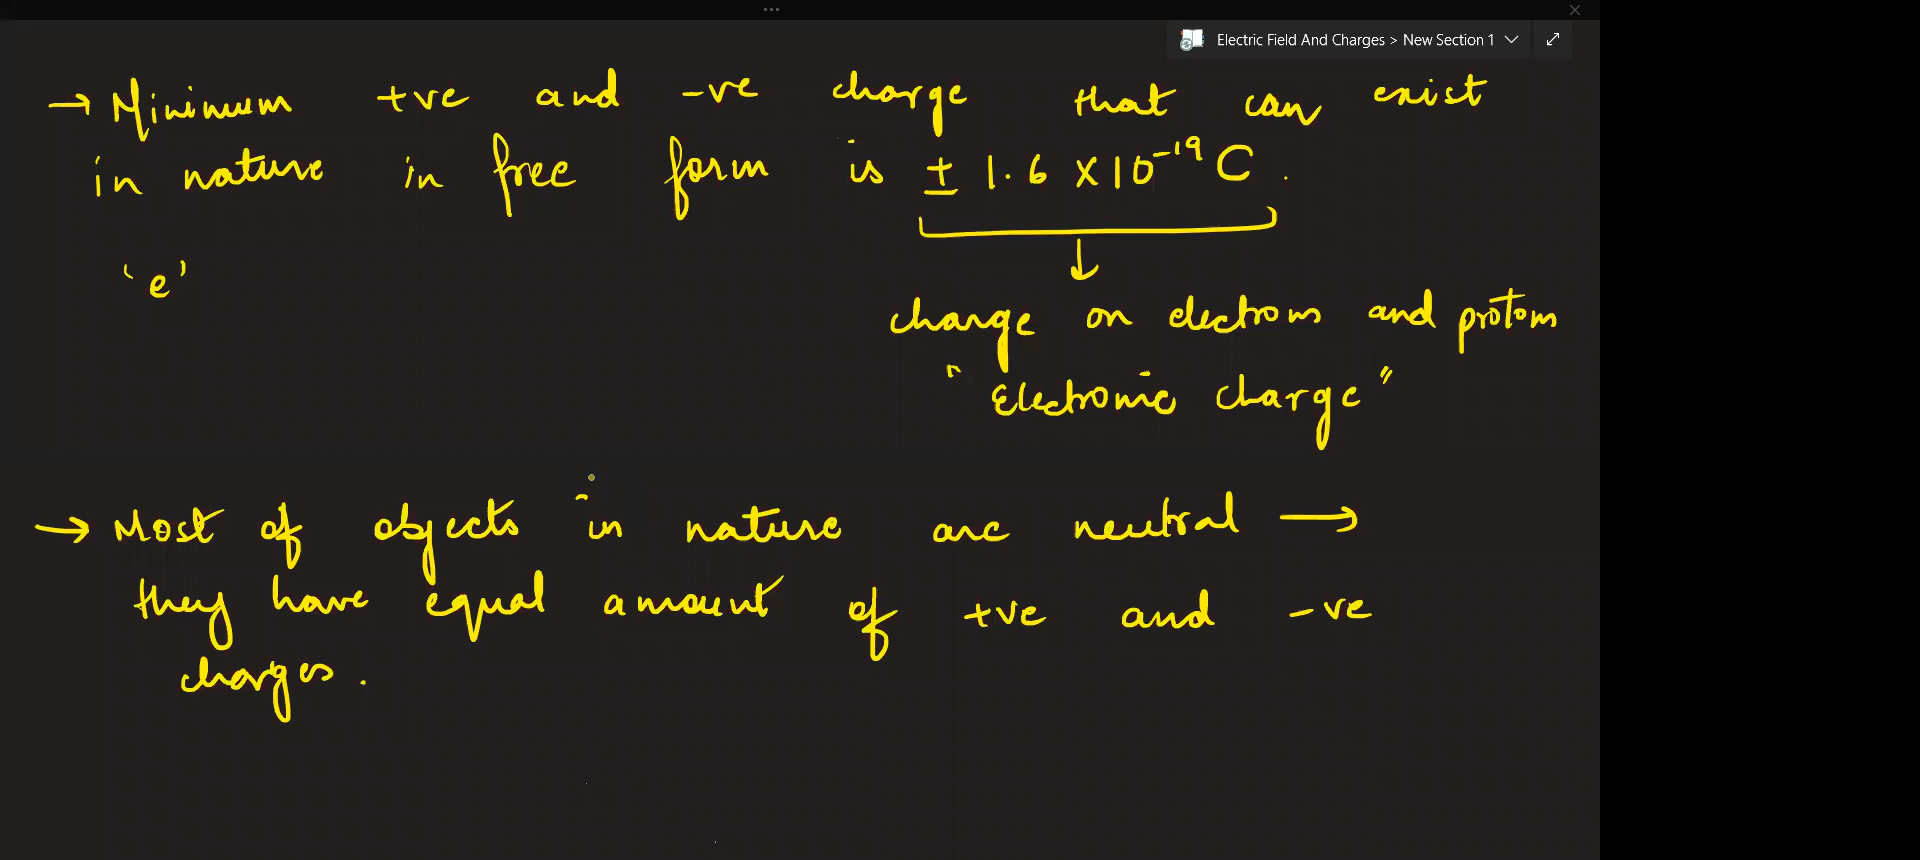 Electric Field And Charges > New Section 1
→ Minimum +ve and -ve charge that can exist
in nature in free form is ± 1.6 × 10⁻¹⁹ C .
'e'
↓
charge on electrons and protons
"Electronic charge"
→ Most of objects in nature are neutral →
they have equal amount of +ve and -ve
charges .